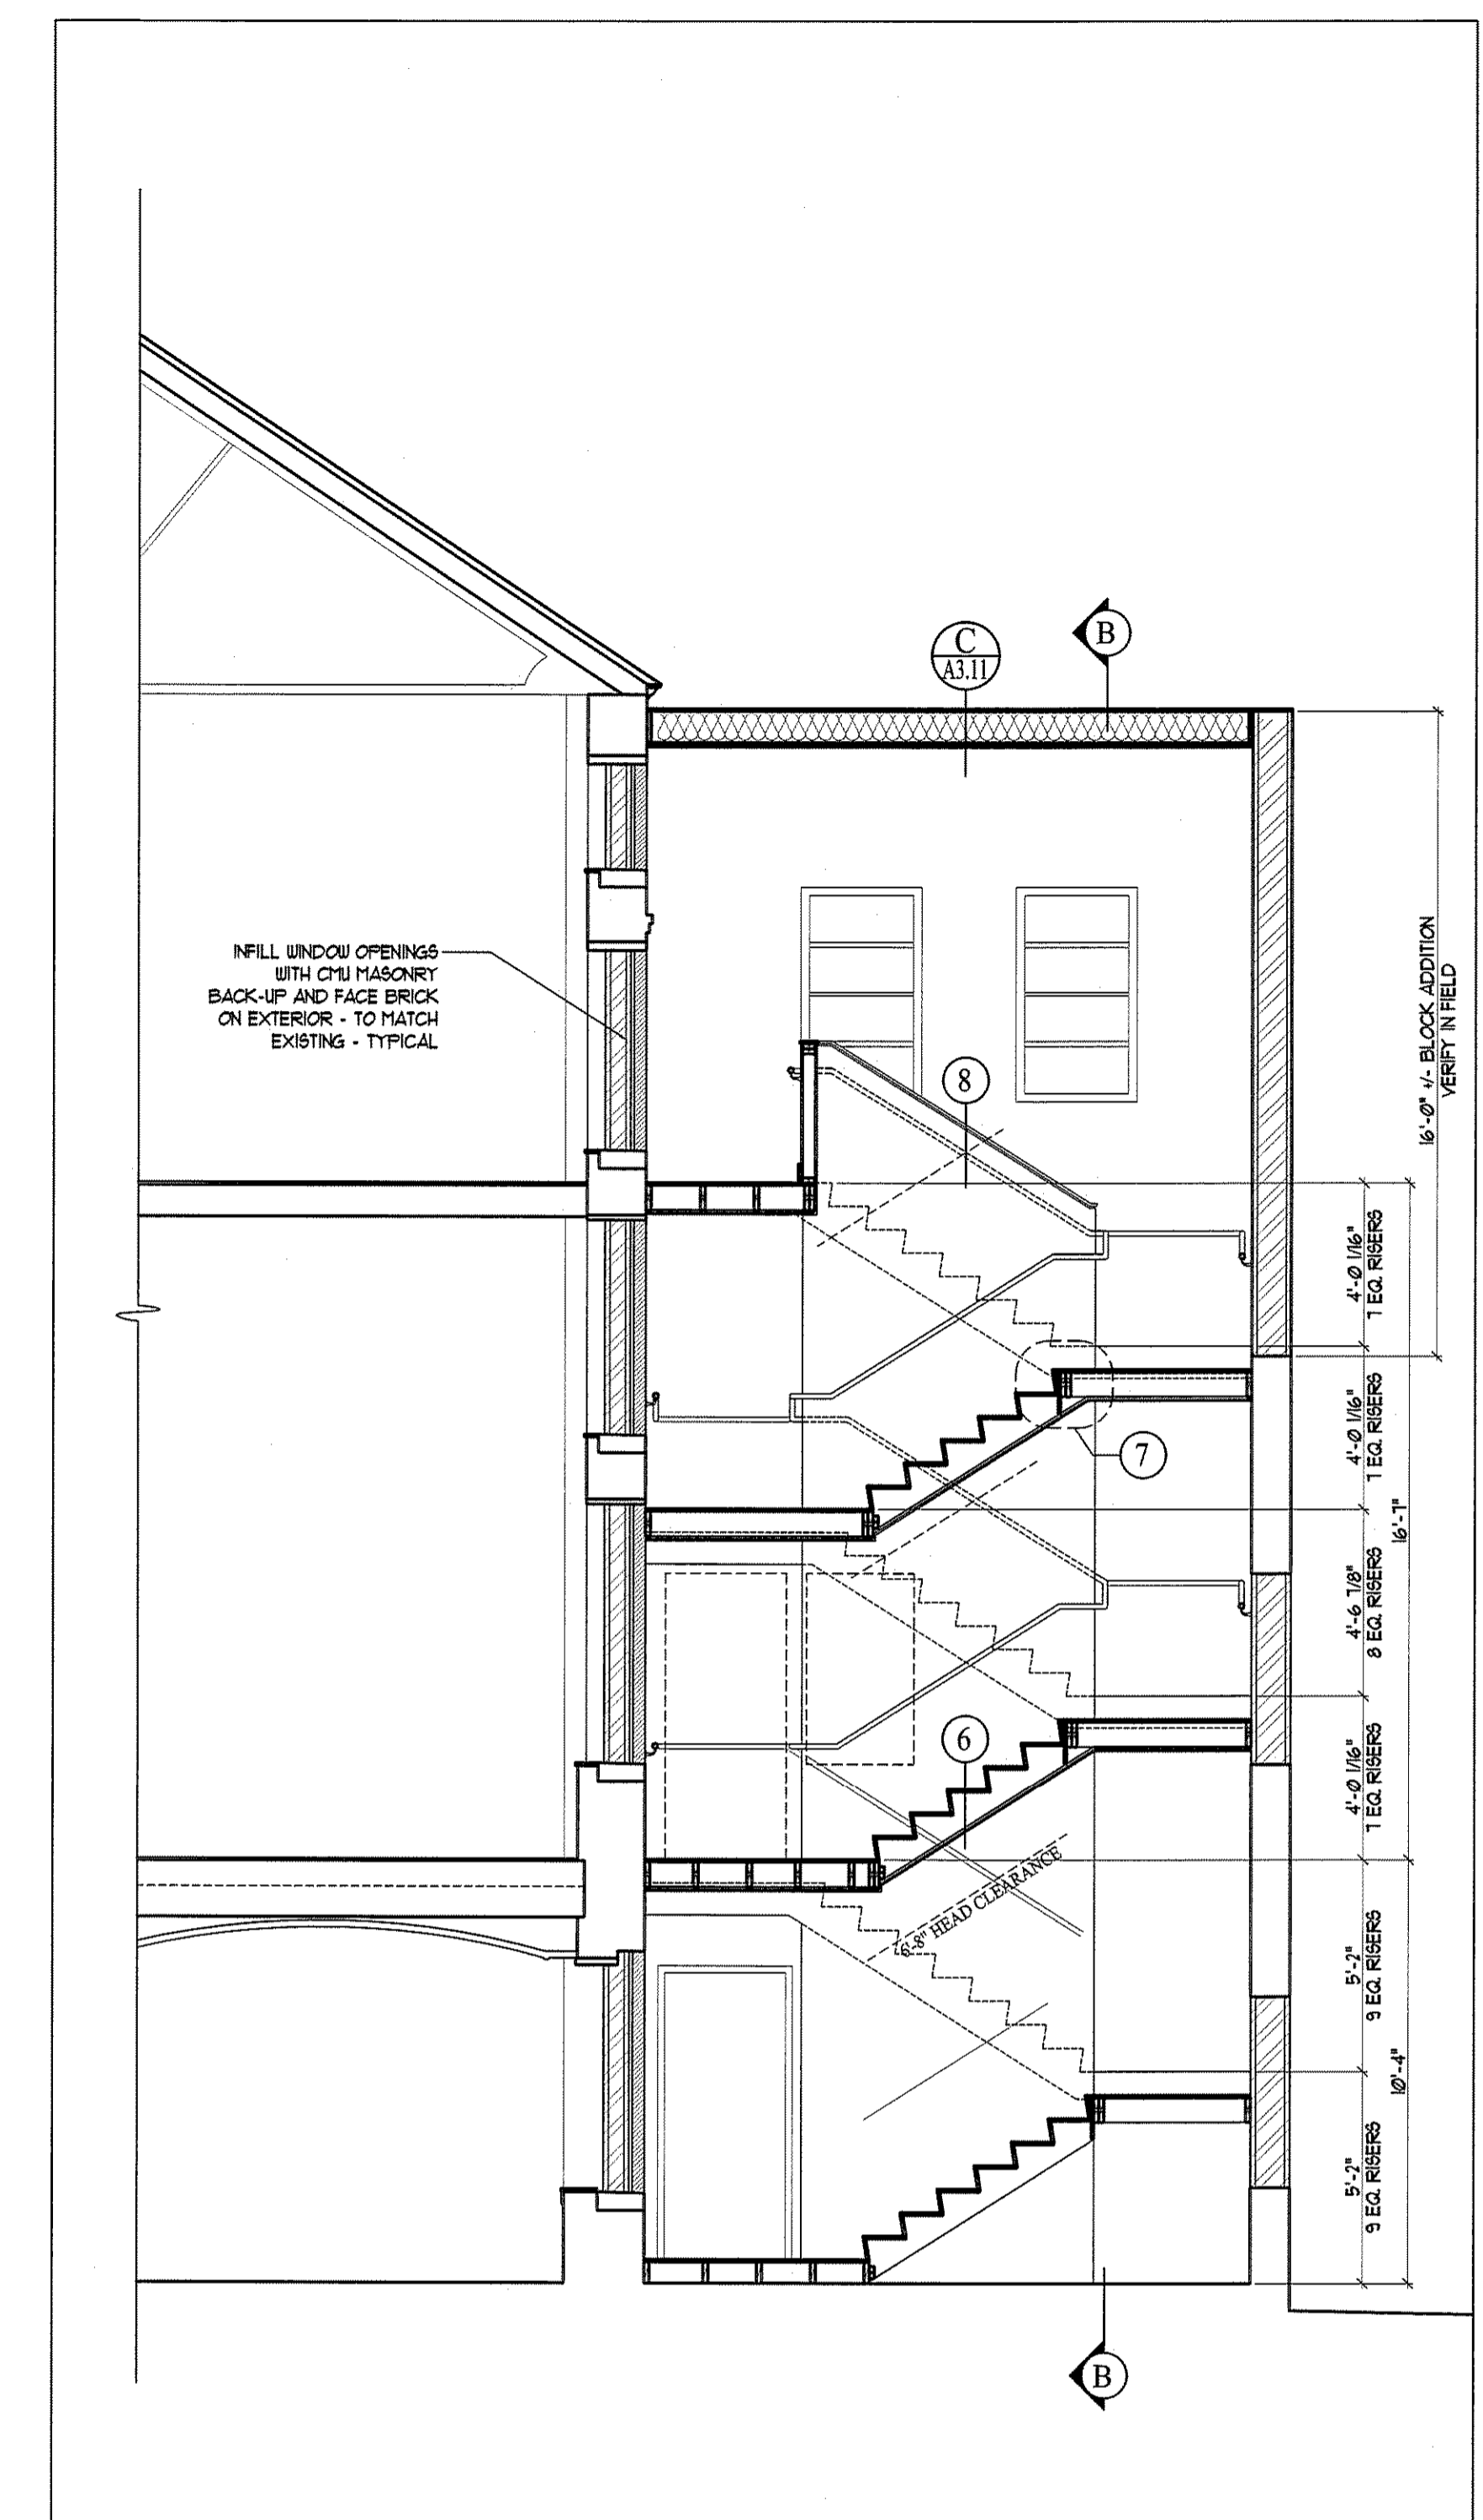 C
A3.11
B
INFILL WINDOW OPENINGS
WITH CMU MASONRY
BACK-UP AND FACE BRICK
ON EXTERIOR - TO MATCH
EXISTING - TYPICAL
16'-0" +/- BLOCK ADDITION
VERIFY IN FIELD
8
4'-0 1/16"
7 EQ. RISERS
7
4'-0 1/16"
7 EQ. RISERS
16'-7"
4'-6 7/8"
8 EQ. RISERS
6
4'-0 1/16"
7 EQ. RISERS
6'-8" HEAD CLEARANCE
5'-2"
9 EQ. RISERS
10'-4"
5'-2"
9 EQ. RISERS
B